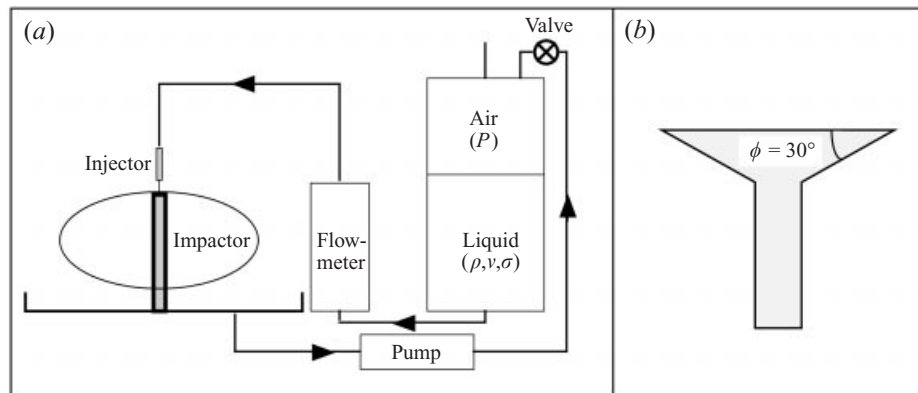 (a)
Valve
(b)
Air
(P)
Injector
ϕ = 30°
Impactor
Flow-
meter
Liquid
(ρ,ν,σ)
Pump